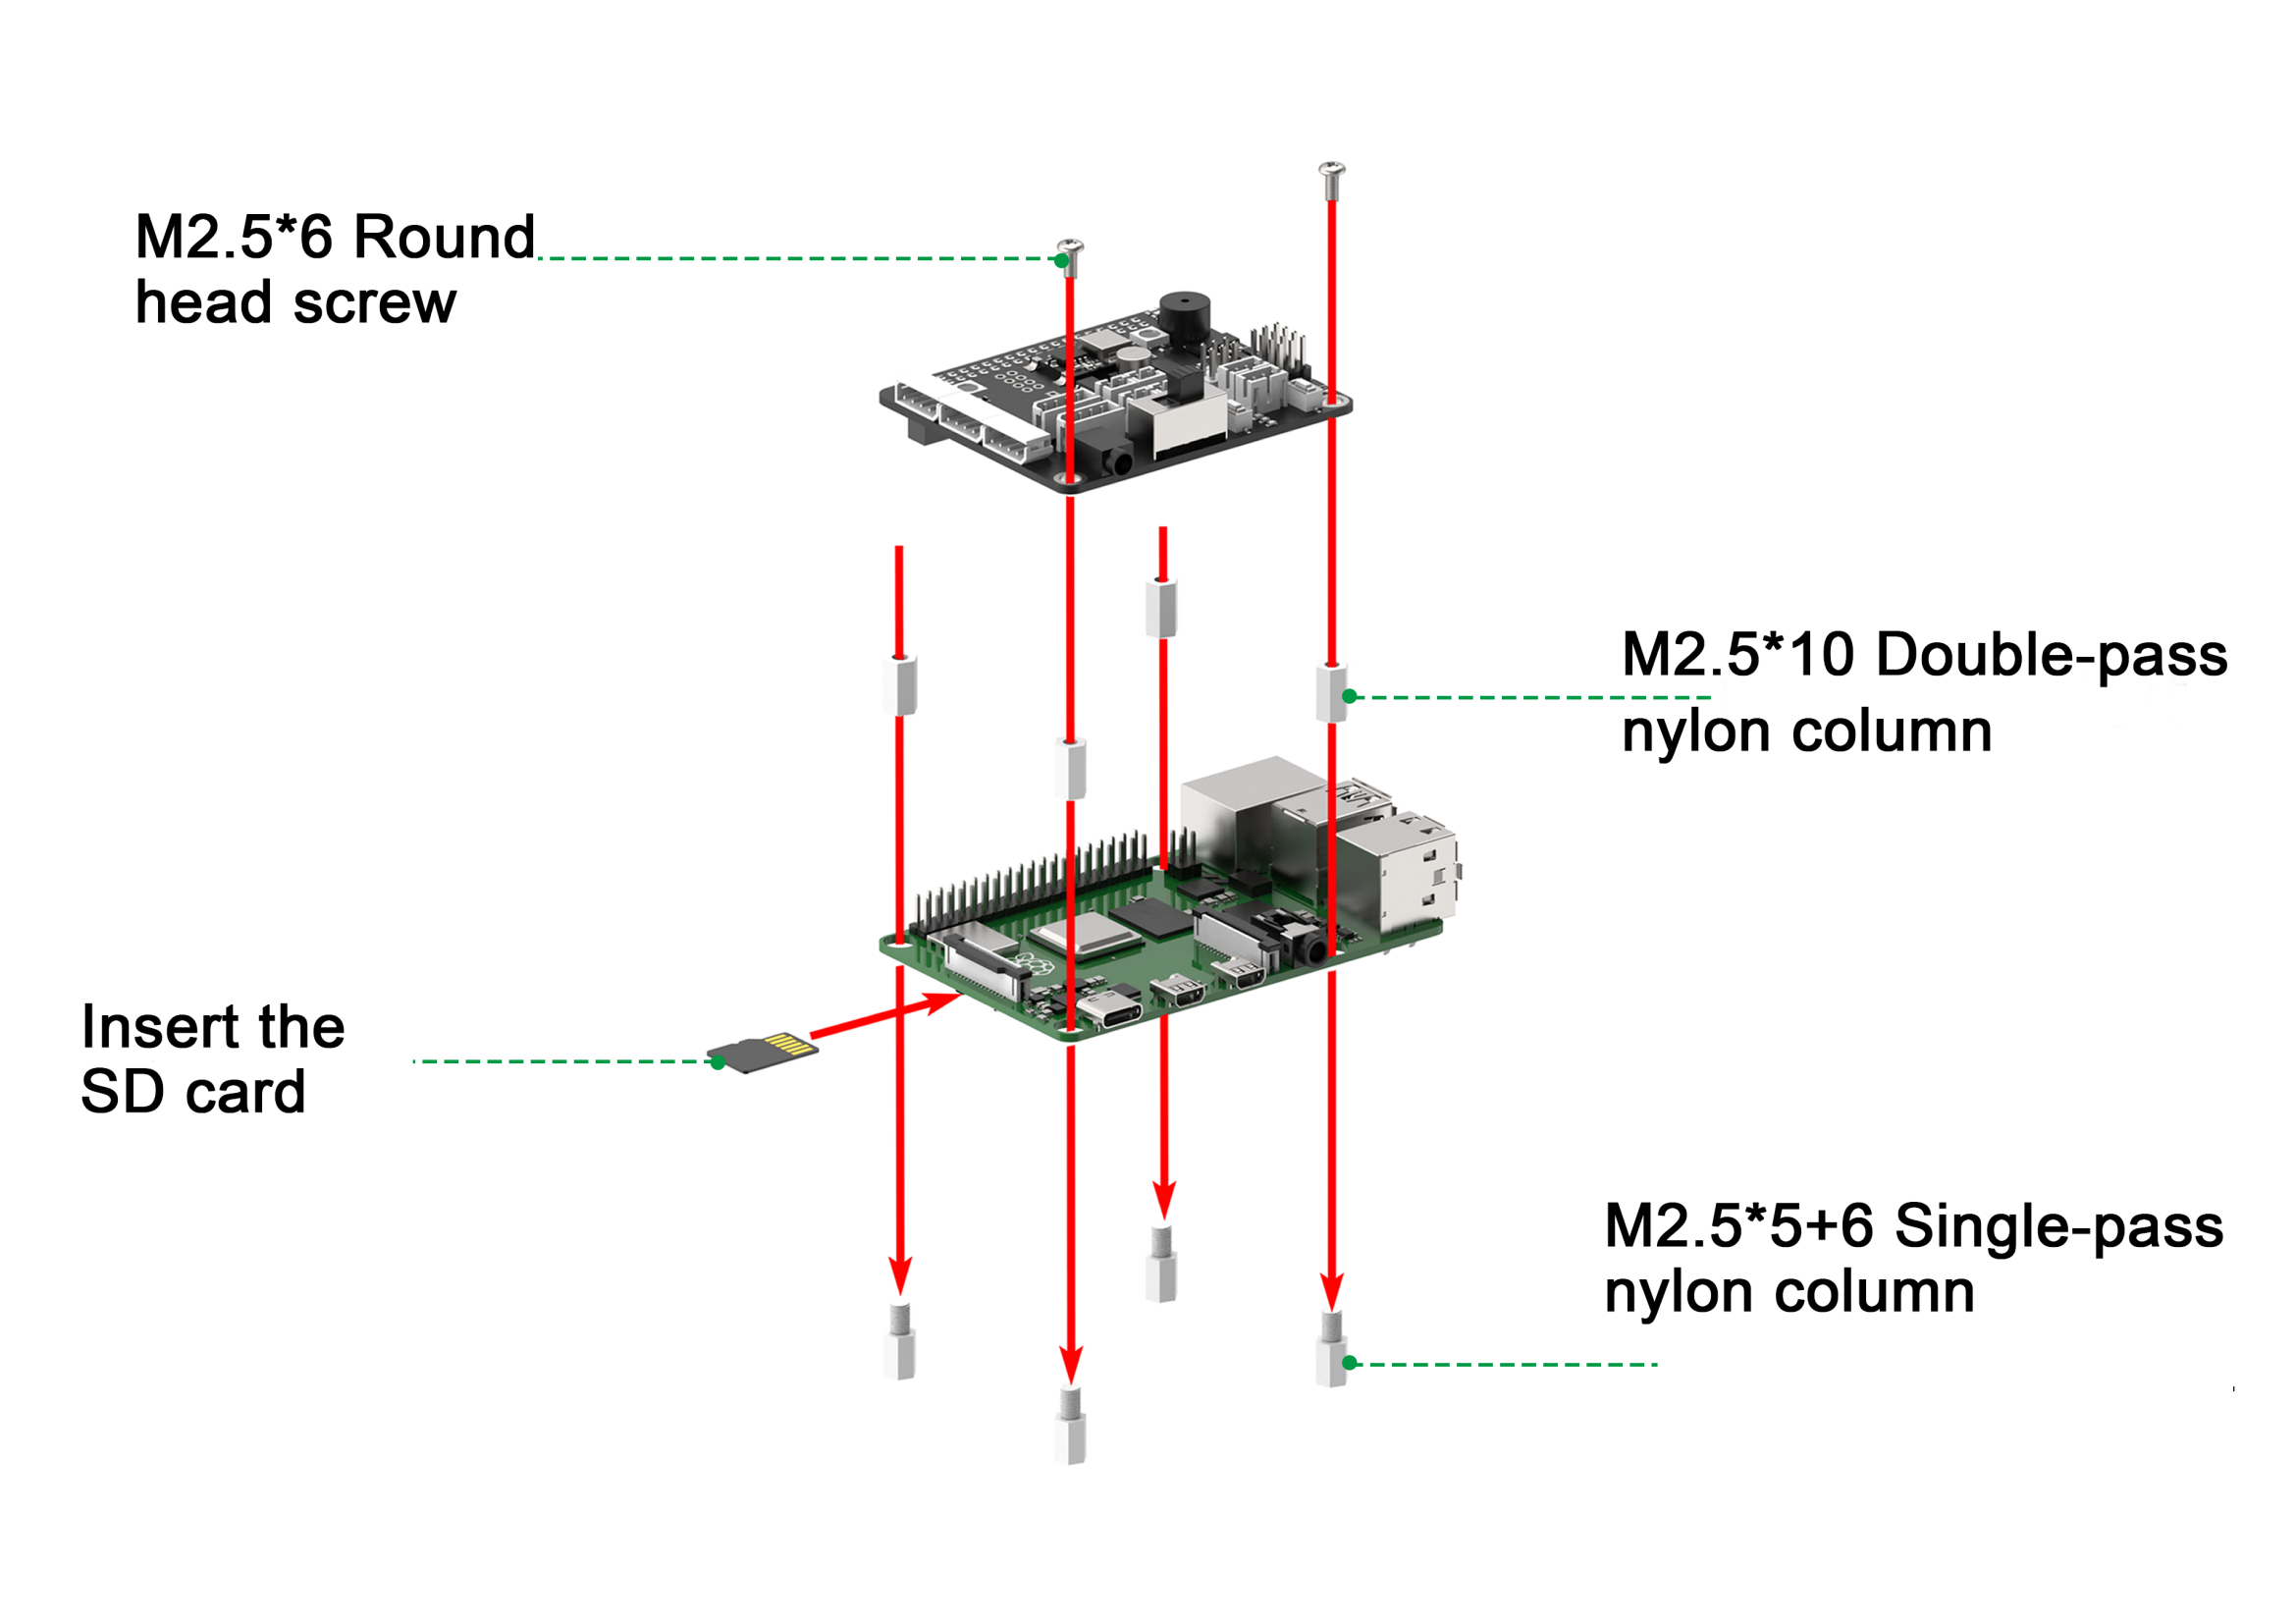 M2.5*6 Round
head screw
M2.5*10 Double-pass
nylon column
Insert the
SD card
M2.5*5+6 Single-pass
nylon column